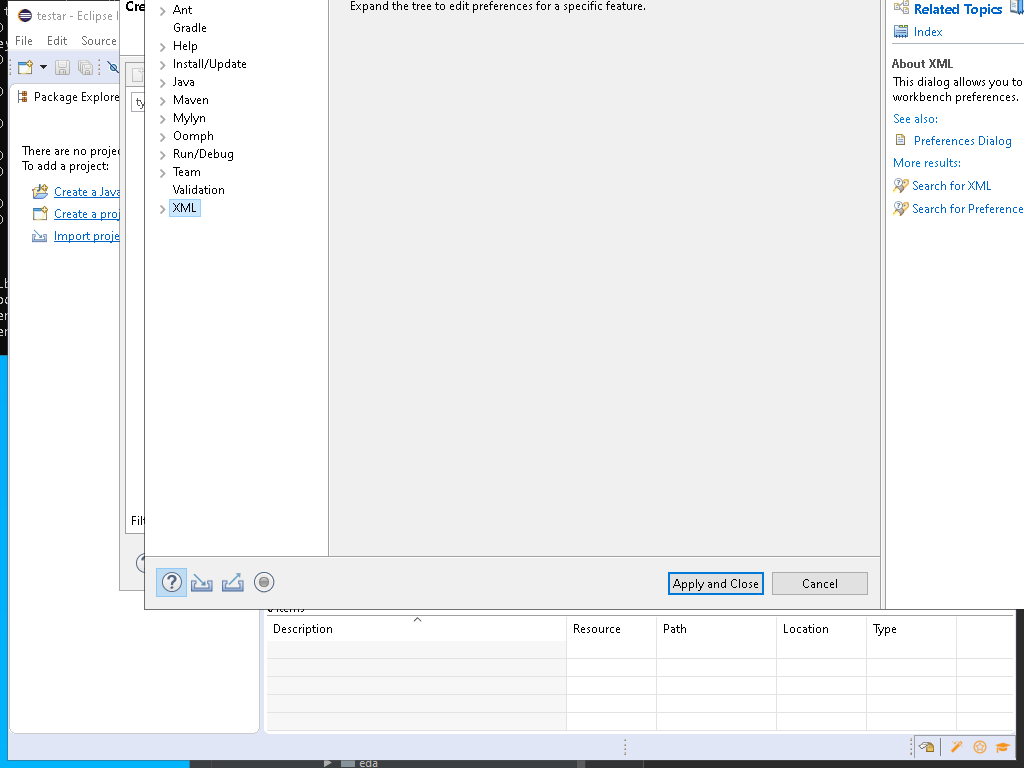 testar - Eclipse I
File Edit Source
Package Explore
There are no projec
To add a project:
Create a Java
Create a proj
Import proje
Cre
ty
Filt
Ant
Gradle
Help
Install/Update
Java
Maven
Mylyn
Oomph
Run/Debug
Team
Validation
XML
Expand the tree to edit preferences for a specific feature.
Apply and Close
Cancel
Related Topics
Index
About XML
This dialog allows you to
workbench preferences.
See also:
Preferences Dialog
More results:
Search for XML
Search for Preference
Description Resource Path Location Type
eda